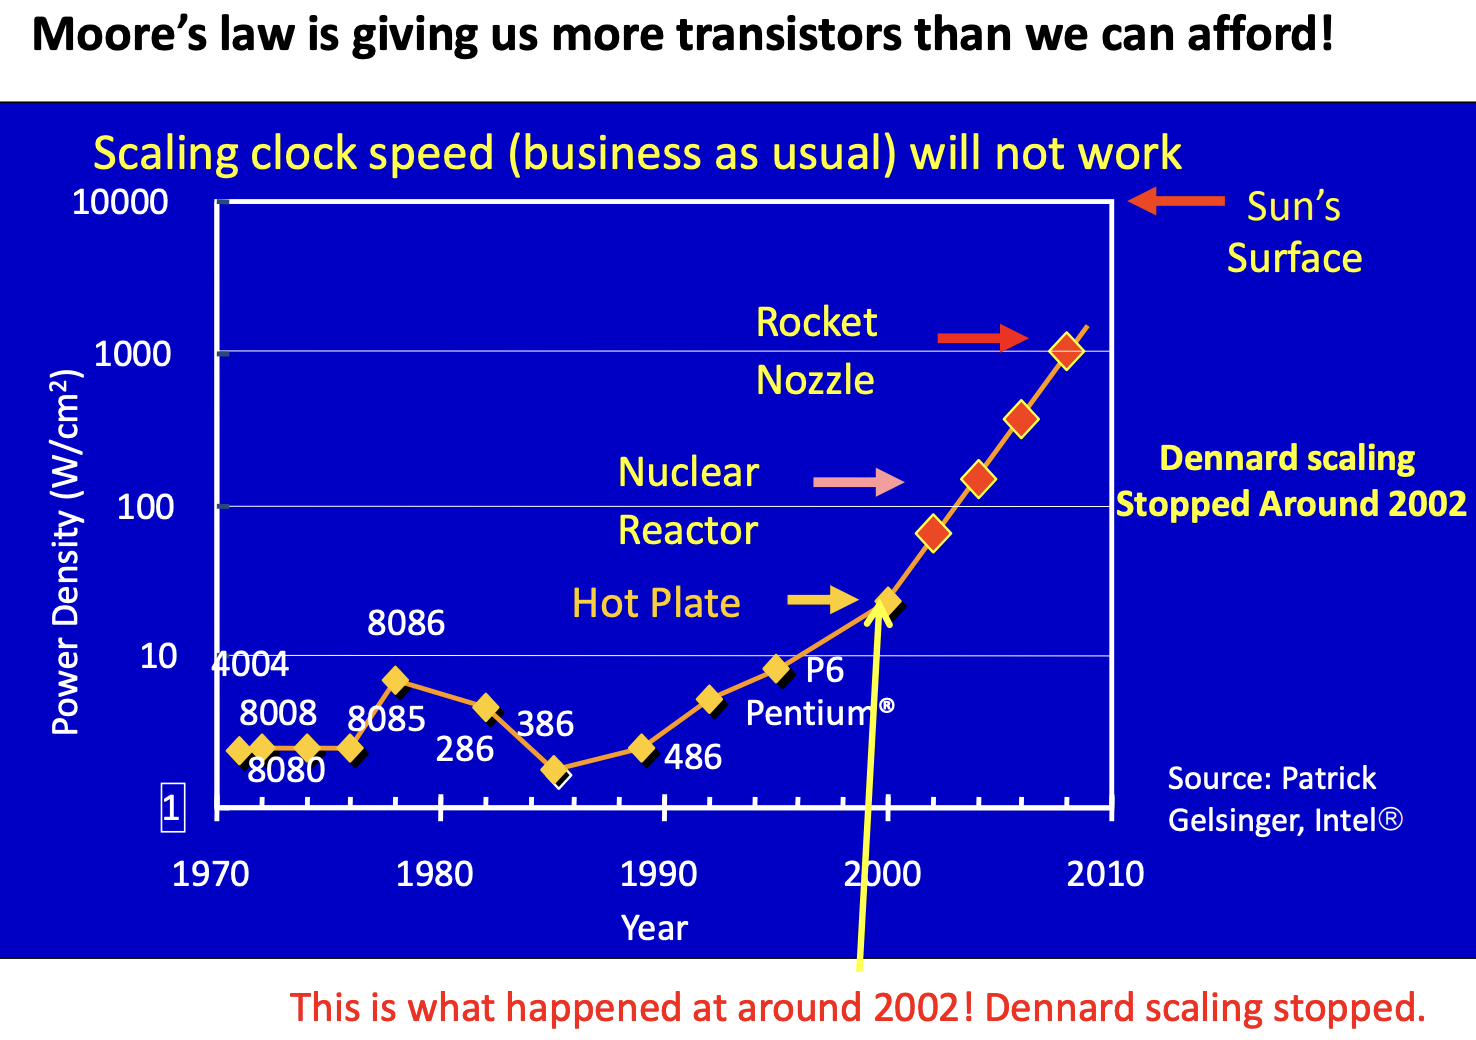 Moore's law is giving us more transistors than we can afford!
Scaling clock speed (business as usual) will not work
10000
Sun's
Surface
Rocket
Nozzle
1000
Power Density (W/cm²)
Nuclear
Reactor
Dennard scaling
Stopped Around 2002
100
Hot Plate
8086
10
4004
P6
8008
8085
386
Pentium®
286
486
8080
Source: Patrick
Gelsinger, Intel®
1
1970
1980
1990
2000
2010
Year
This is what happened at around 2002! Dennard scaling stopped.